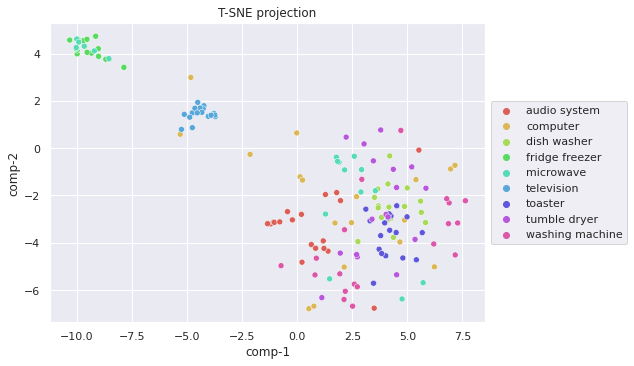 T-SNE projection
comp-2
4
2
0
−2
−4
−6
−10.0 −7.5 −5.0 −2.5 0.0 2.5 5.0 7.5
comp-1
audio system
computer
dish washer
fridge freezer
microwave
television
toaster
tumble dryer
washing machine